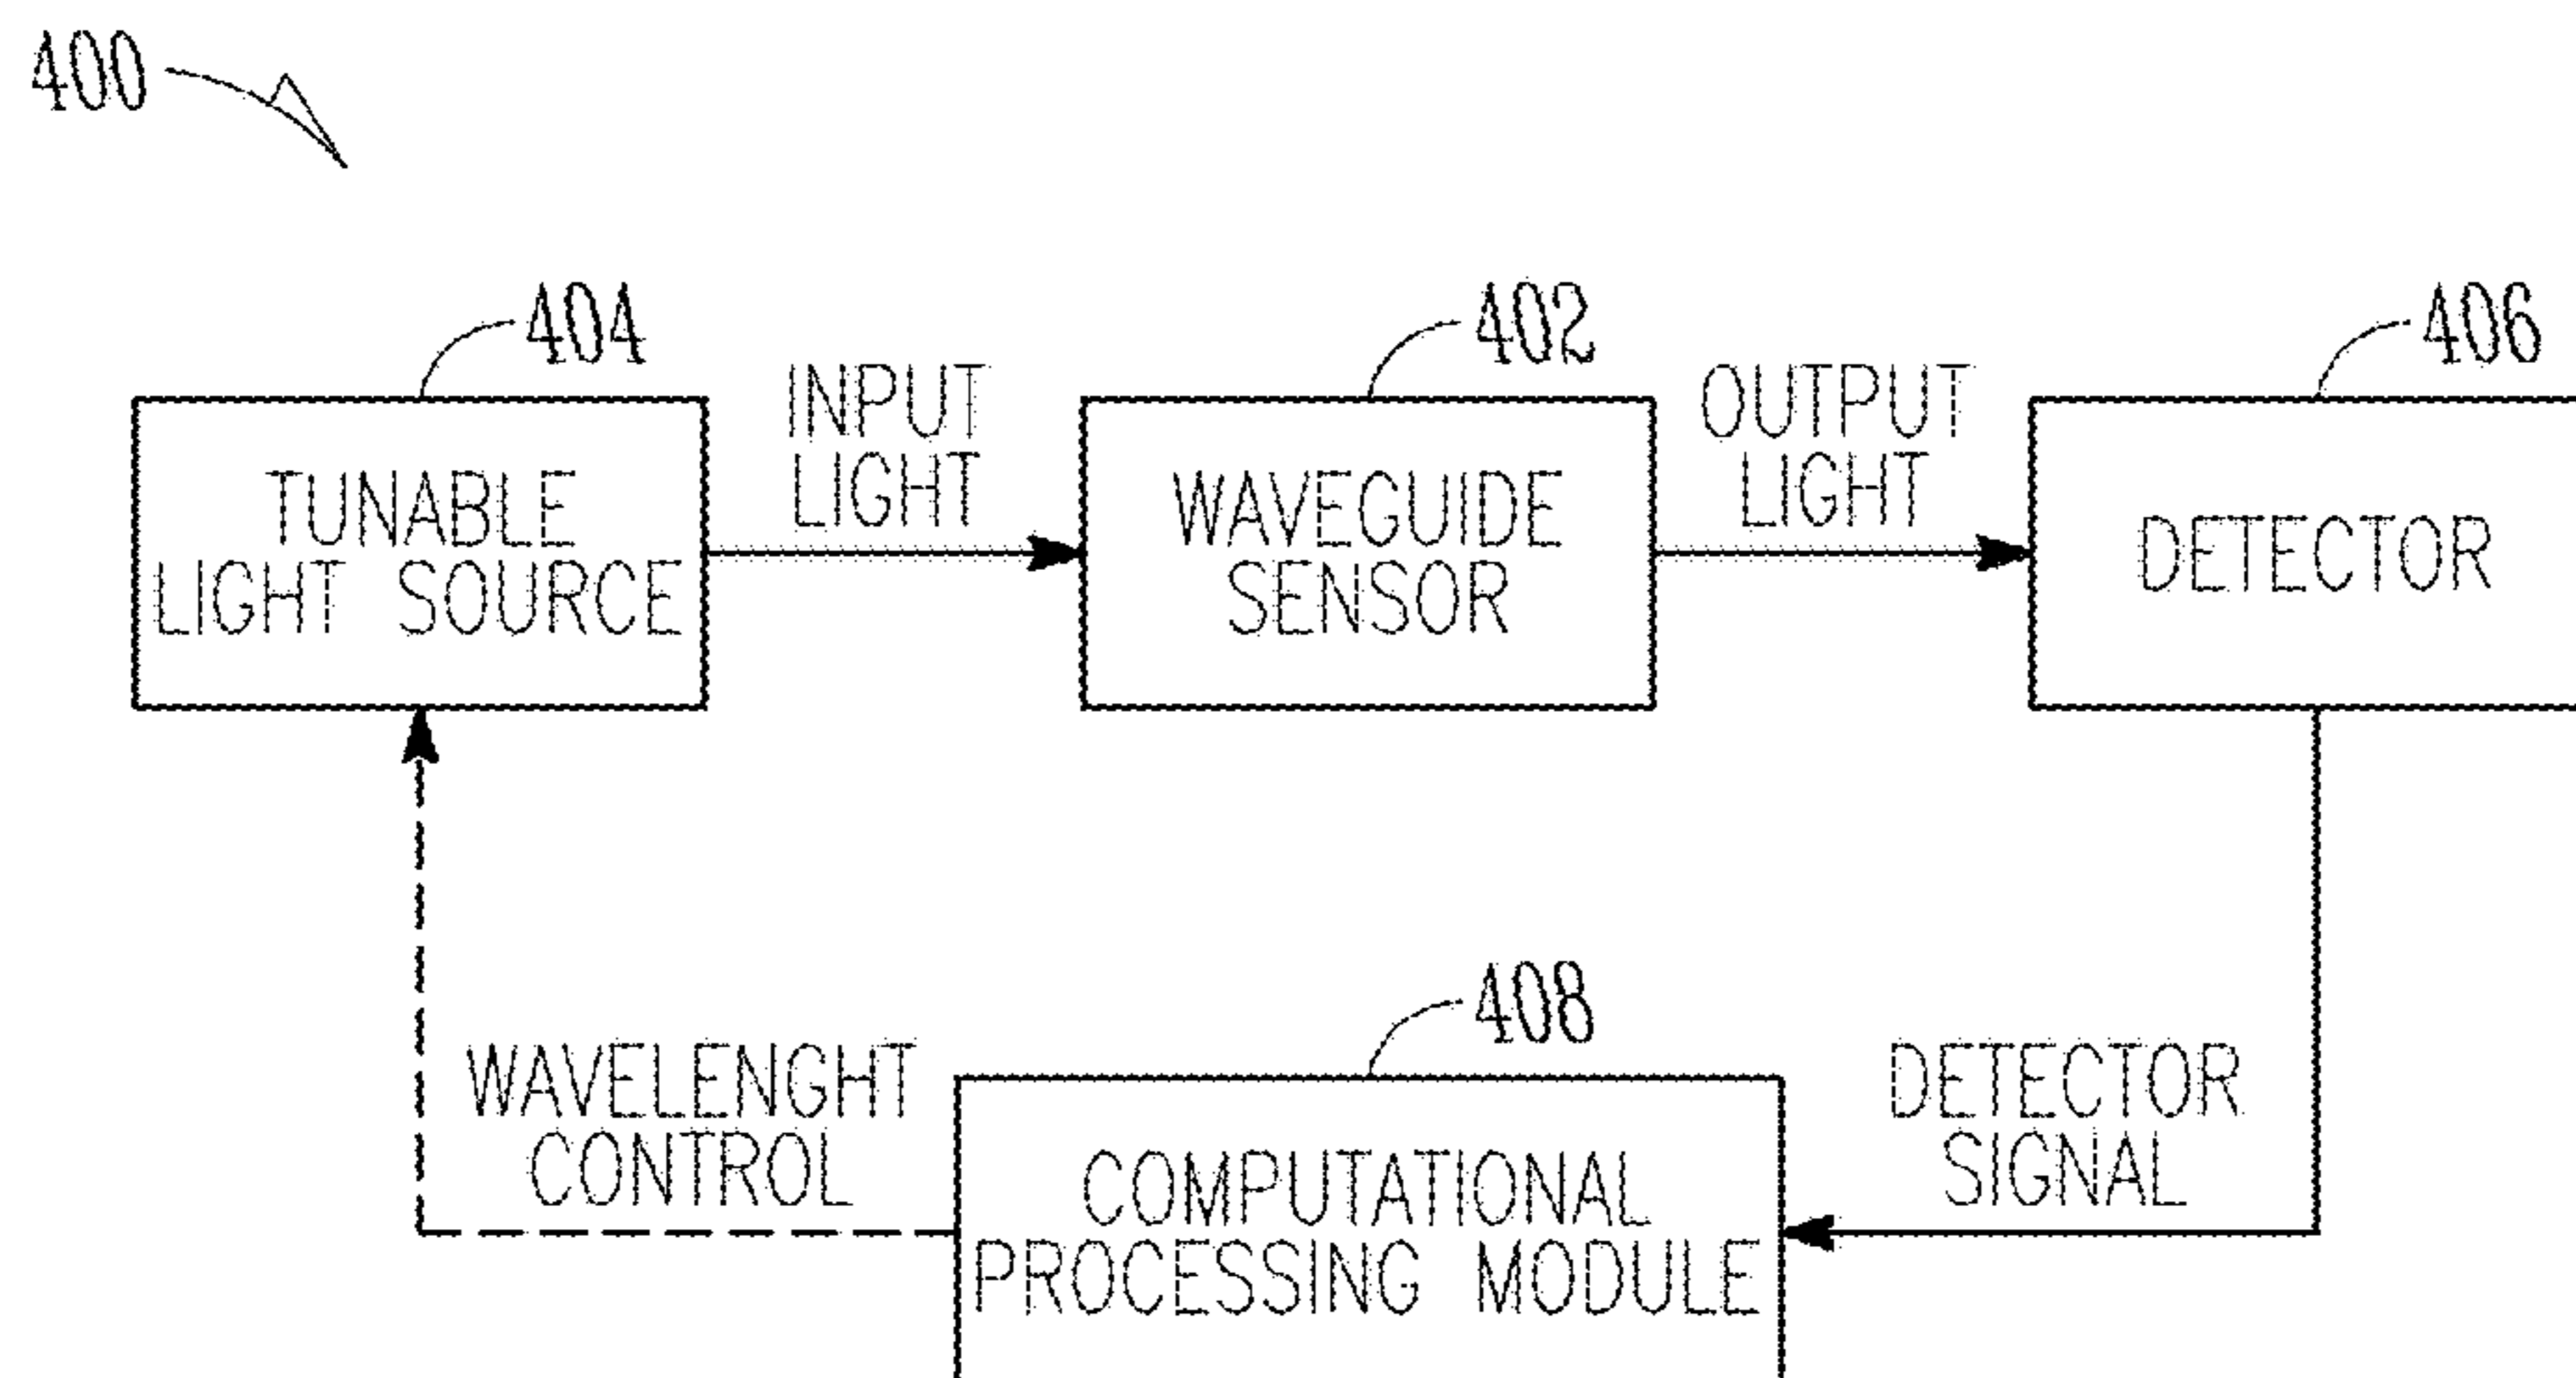 400
404
402
406
INPUT
LIGHT
OUTPUT
LIGHT
TUNABLE
LIGHT SOURCE
WAVEGUIDE
SENSOR
DETECTOR
408
WAVELENGHT
CONTROL
COMPUTATIONAL
PROCESSING MODULE
DETECTOR
SIGNAL